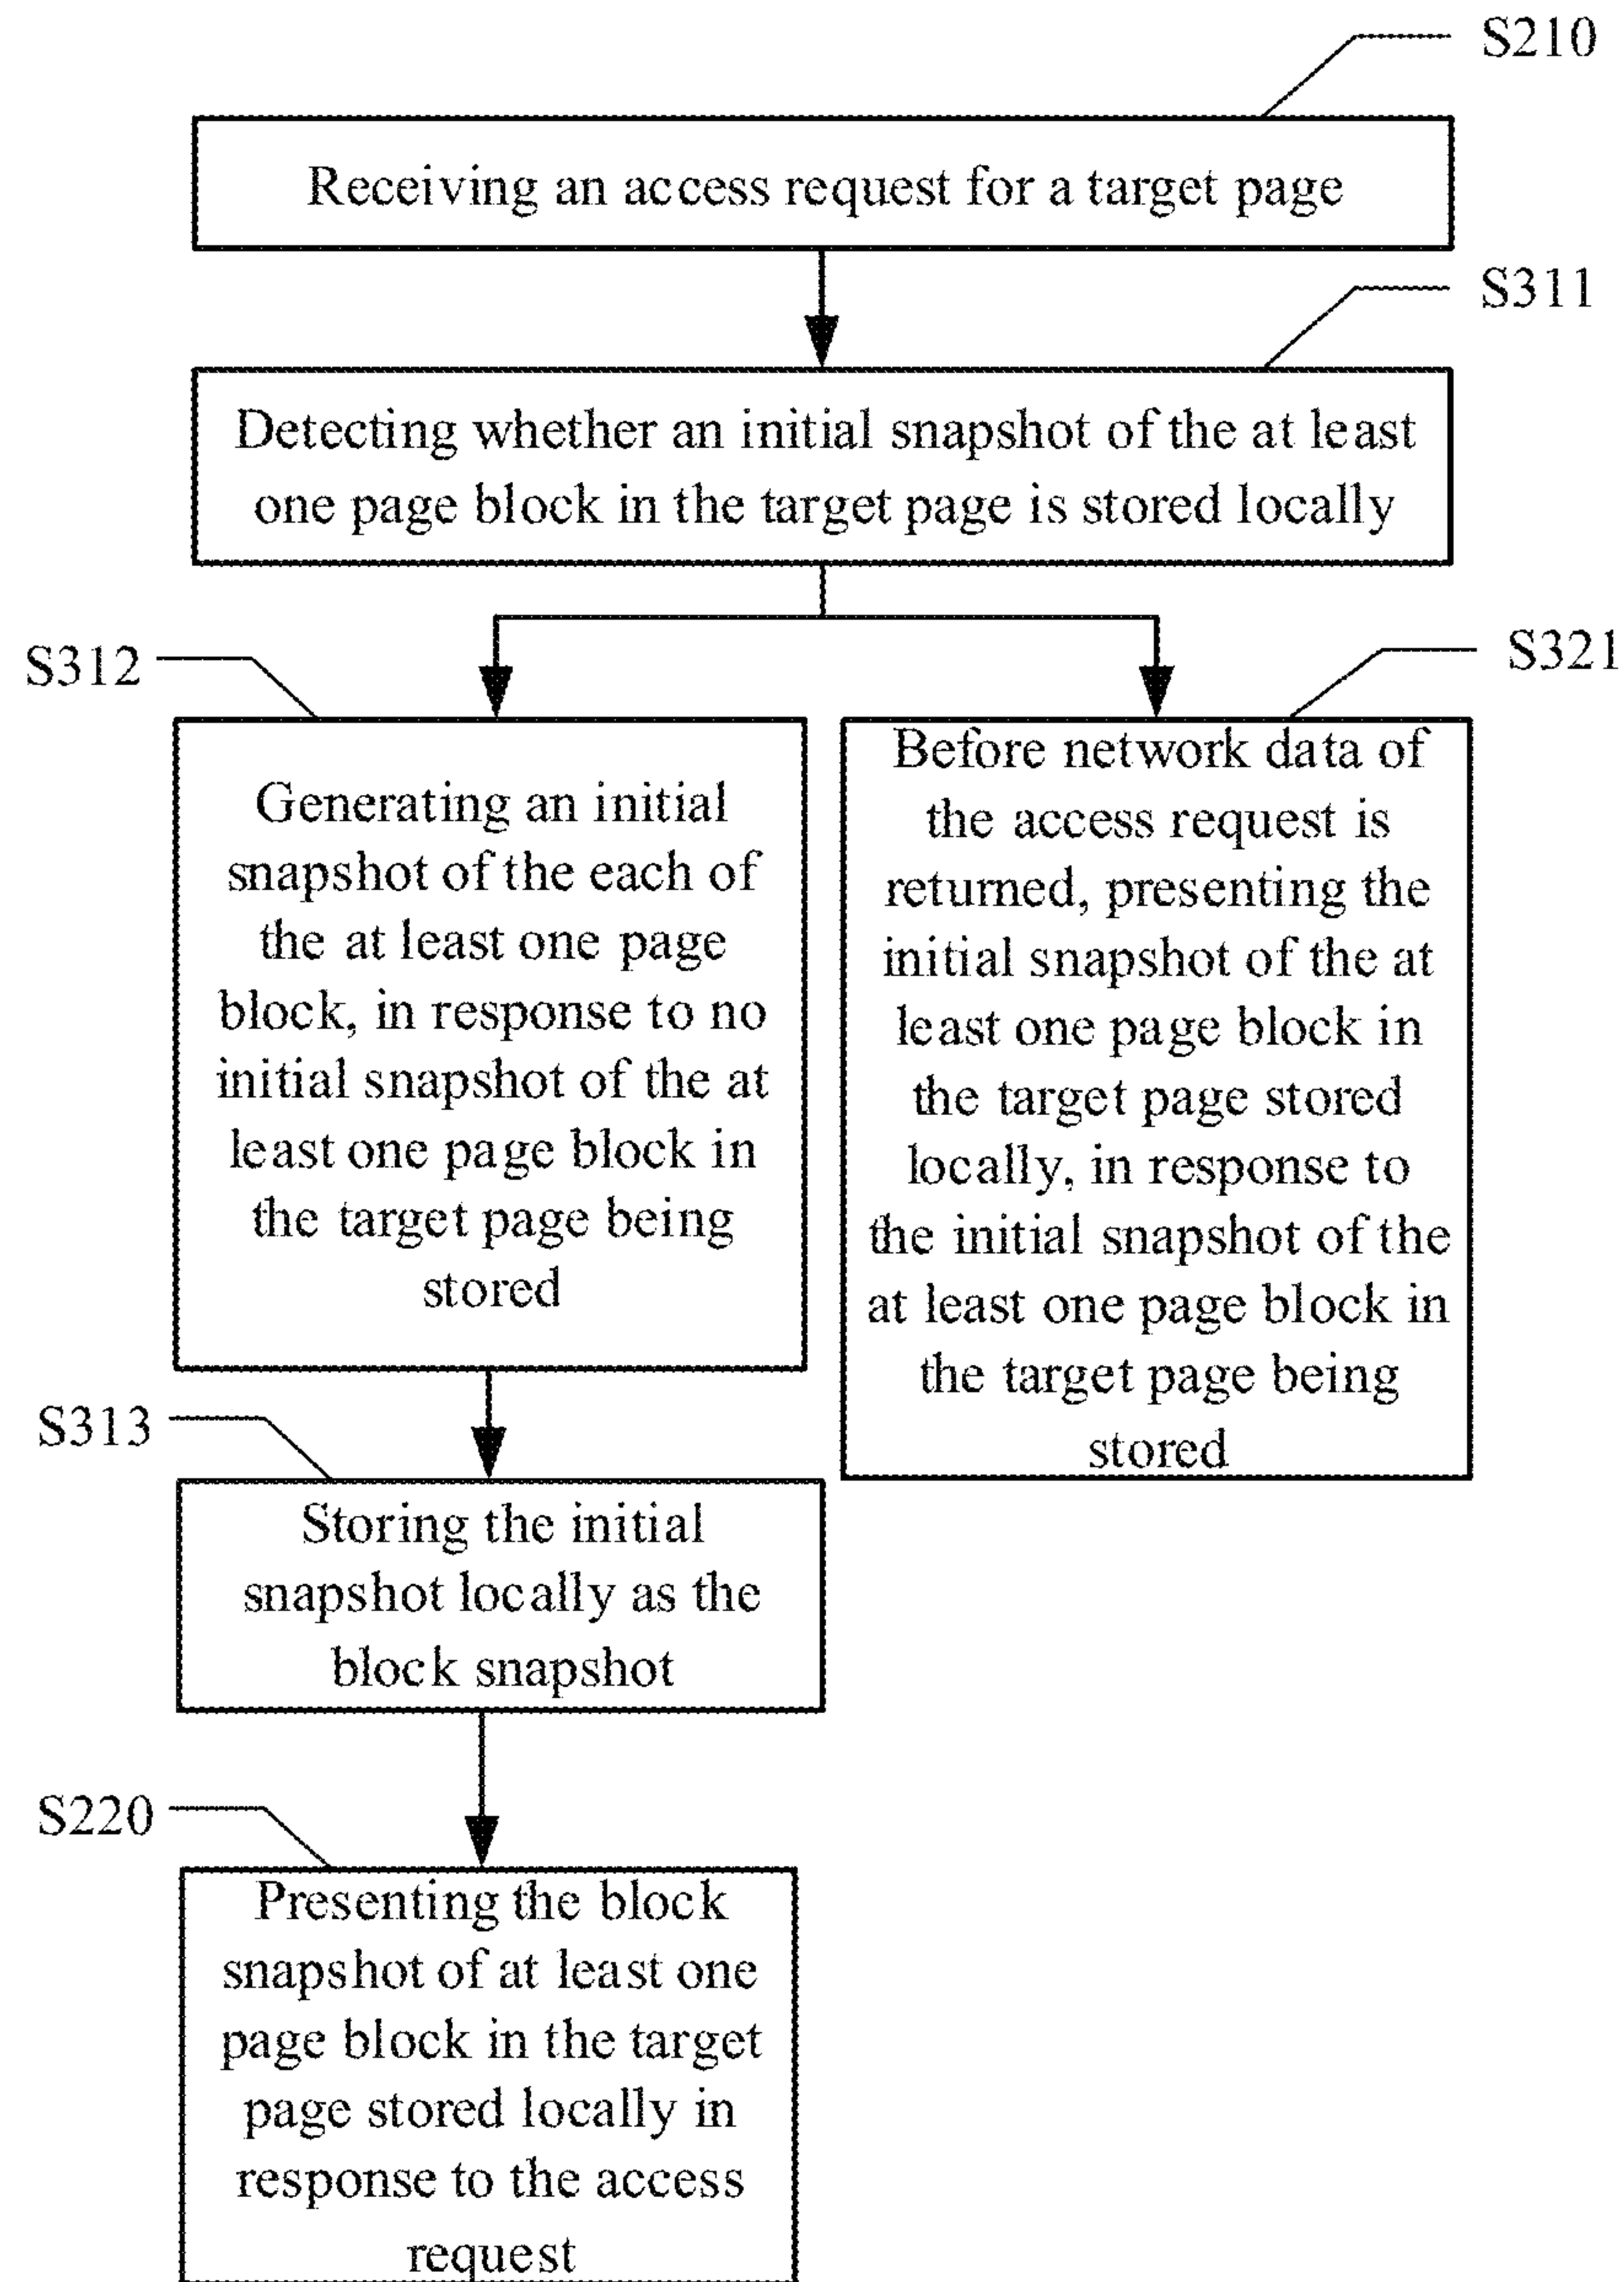 S210
Receiving an access request for a target page
S311
Detecting whether an initial snapshot of the at least
one page block in the target page is stored locally
S312
Generating an initial
snapshot of the each of
the at least one page
block, in response to no
initial snapshot of the at
least one page block in
the target page being
stored
S321
Before network data of
the access request is
returned, presenting the
initial snapshot of the at
least one page block in
the target page stored
locally, in response to
the initial snapshot of the
at least one page block in
the target page being
stored
S313
Storing the initial
snapshot locally as the
block snapshot
S220
Presenting the block
snapshot of at least one
page block in the target
page stored locally in
response to the access
request